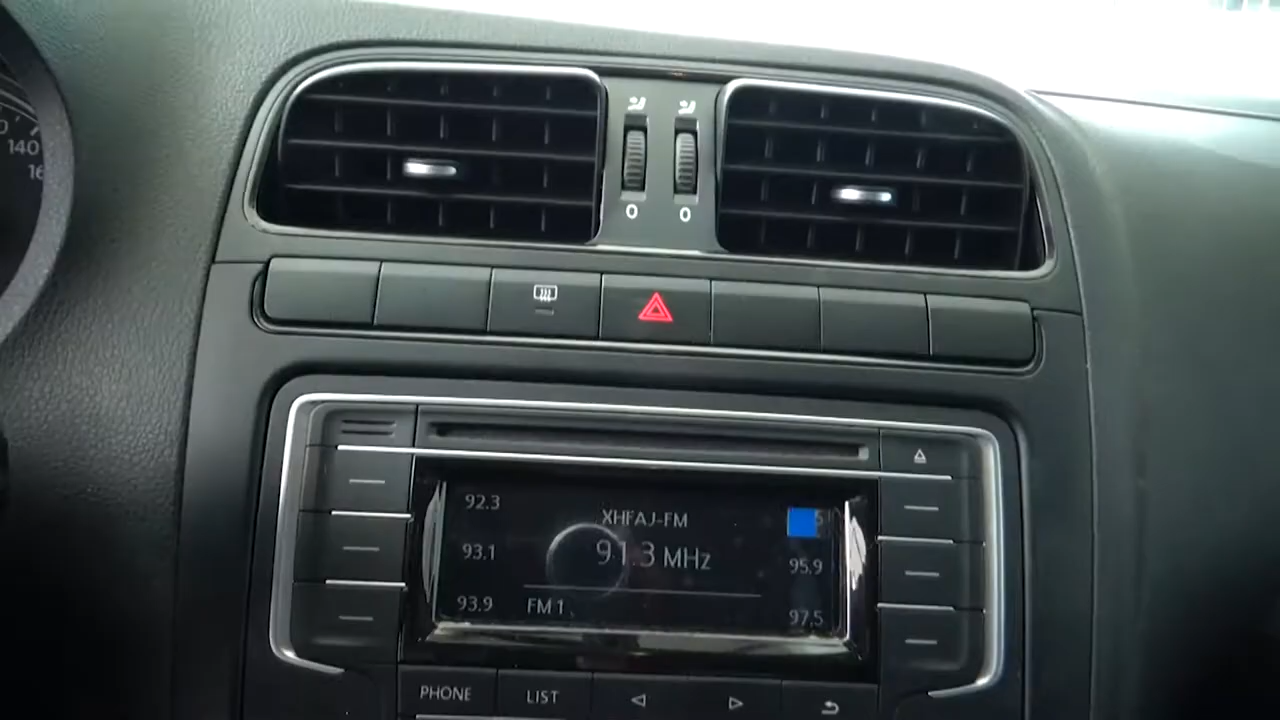 140
0 0
92.3
XHFAJ-FM
93.1
91.3 MHz
95.9
93.9
FM 1
97.5
PHONE
LIST